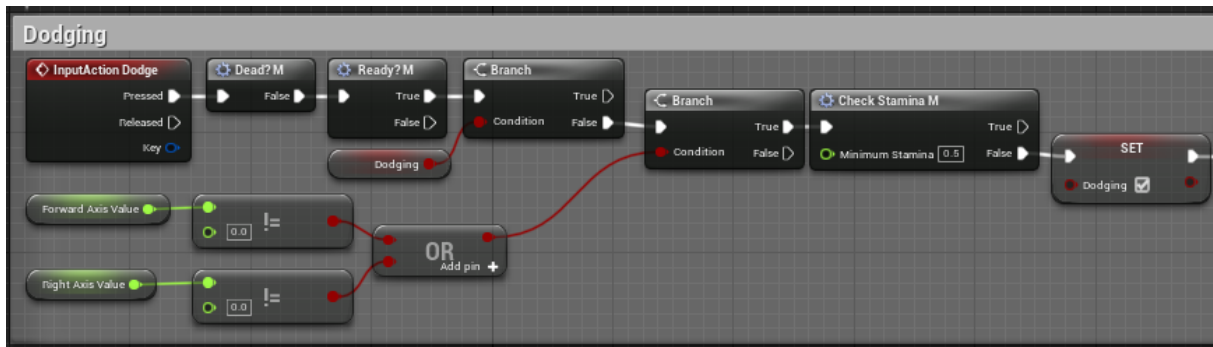 Dodging
InputAction Dodge
Pressed
Released
Key
Dead? M
False
Ready? M
True
False
Branch
True
Condition
False
Dodging
Branch
True
Condition
False
Check Stamina M
True
Minimum Stamina 0.5
False
SET
Dodging
Forward Axis Value
0.0
!=
OR
Add pin +
Right Axis Value
0.0
!=